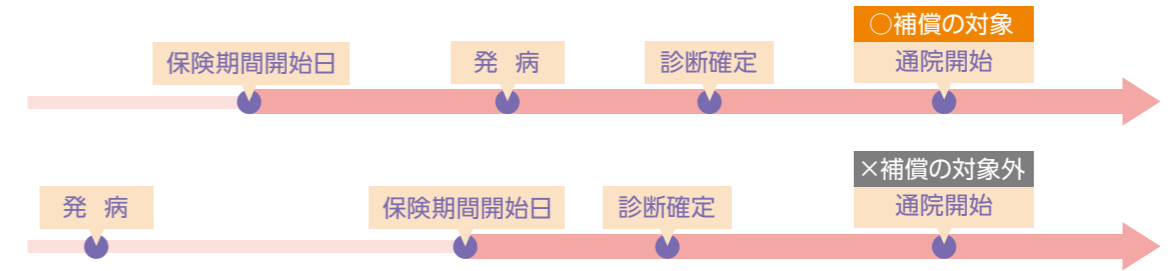 ○補償の対象
保険期間開始日
発 病
診断確定
通院開始
×補償の対象外
発 病
保険期間開始日
診断確定
通院開始